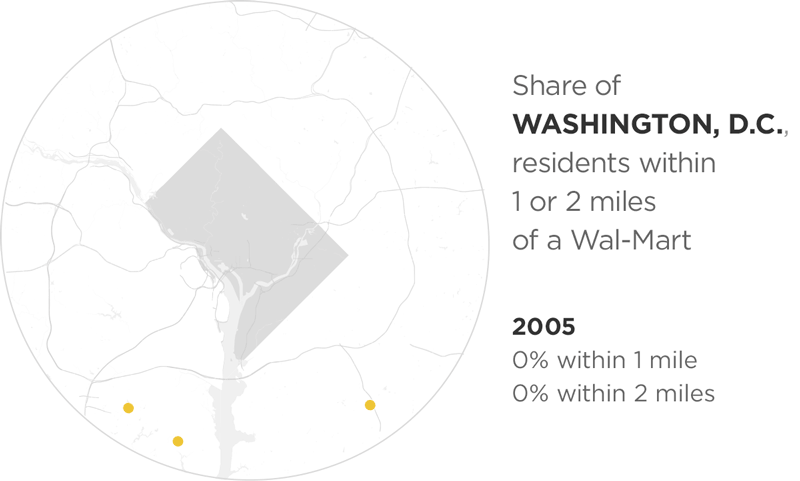 Share of
WASHINGTON, D.C.,
residents within
1 or 2 miles
of a Wal-Mart
2005
0% within 1 mile
0% within 2 miles